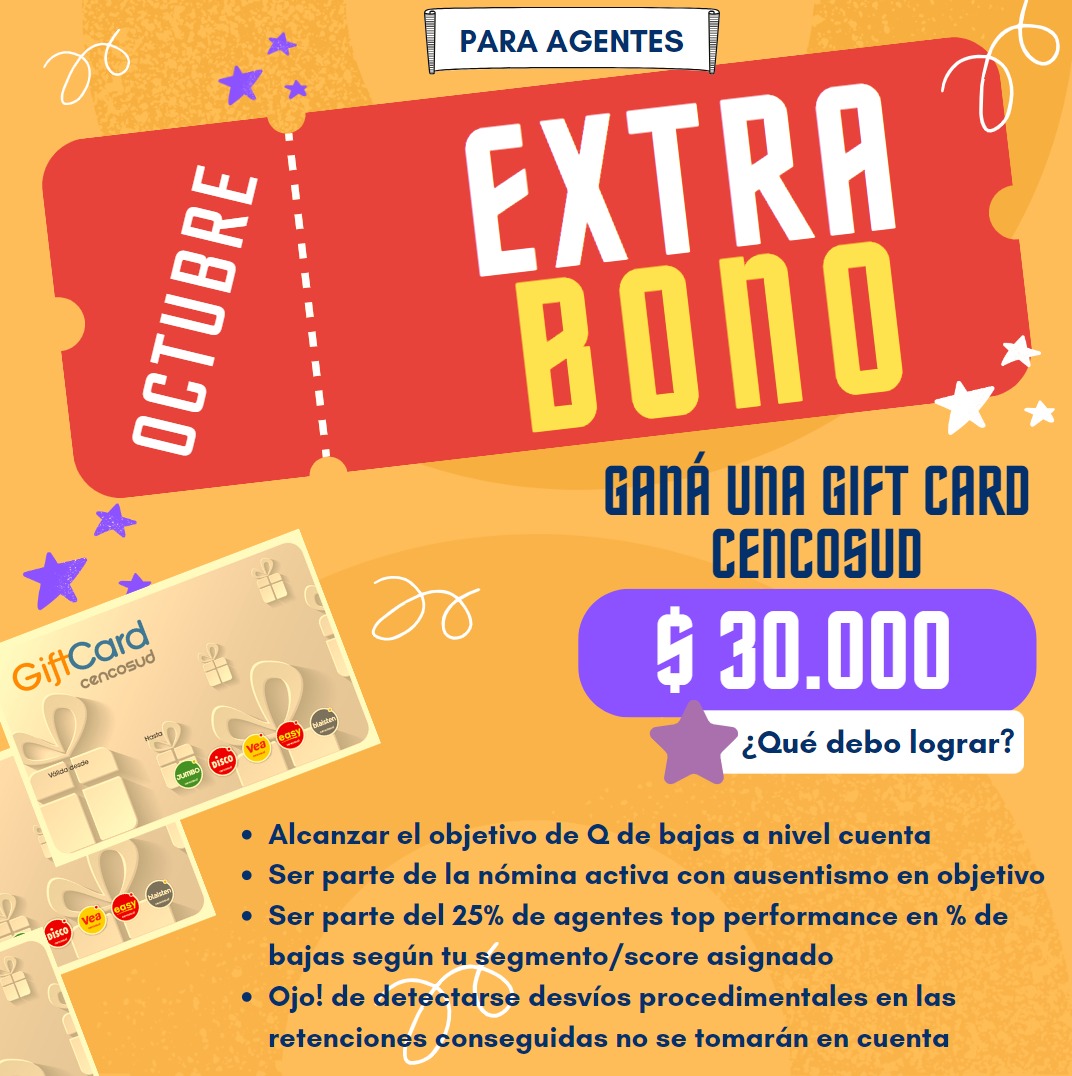 PARA AGENTES
OCTUBRE
EXTRA
BONO
GANÁ UNA GIFT CARD
CENCOSUD
$ 30.000
¿Qué debo lograr?
GiftCard
cencosud
Válida desde
Hasta
JUMBO
DISCO
Vea
easy
blaisten
DISCO
Vea
easy
blaisten
Alcanzar el objetivo de Q de bajas a nivel cuenta
Ser parte de la nómina activa con ausentismo en objetivo
Ser parte del 25% de agentes top performance en % de
bajas según tu segmento/score asignado
Ojo! de detectarse desvíos procedimentales en las
retenciones conseguidas no se tomarán en cuenta